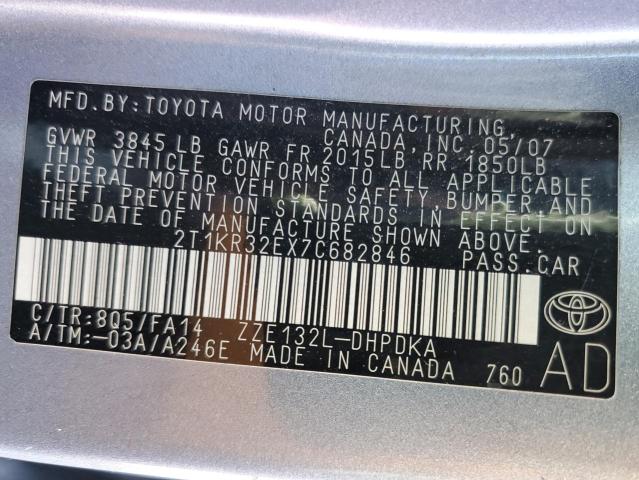 MFD.BY:TOYOTA MOTOR MANUFACTURING,
CANADA, INC. 05/07
GVWR 3845 LB GAWR FR 2015LB RR 1850LB
THIS VEHICLE CONFORMS TO ALL APPLICABLE
FEDERAL MOTOR VEHICLE SAFETY BUMPER AND
THEFT PREVENTION STANDARDS IN EFFECT ON
THE DATE OF MANUFACTURE SHOWN ABOVE.
2T1KR32EX7C682846 PASS.CAR
C/TR:8Q5/FA14 ZZE132L-DHPDKA
A/TM:-03A/A246E MADE IN CANADA 760 AD